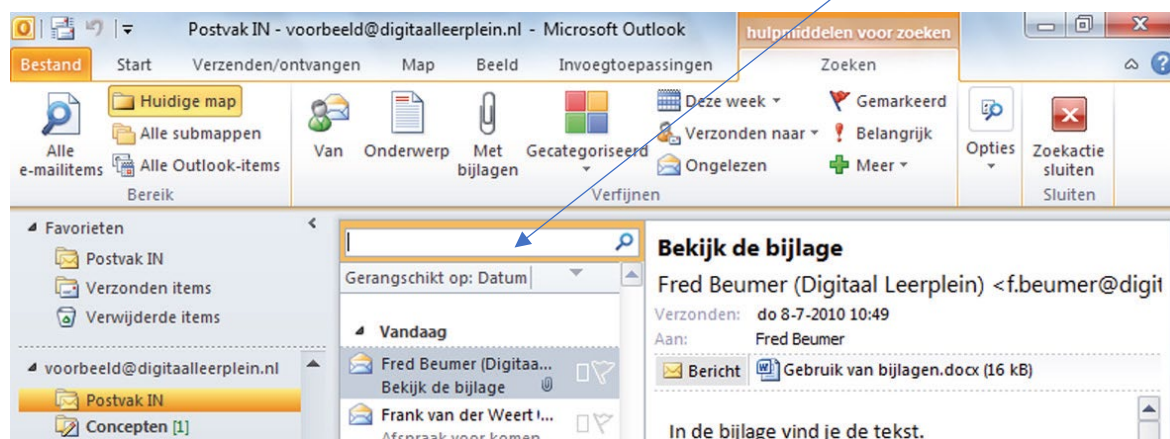 Postvak IN - voorbeeld@digitaalleerplein.nl - Microsoft Outlook
hulpmiddelen voor zoeken
Bestand Start Verzenden/ontvangen Map Beeld Invoegtoepassingen Zoeken
Alle e-mailitems
Huidige map
Alle submappen
Alle Outlook-items
Bereik
Van
Onderwerp
Met bijlagen
Gecategoriseerd
Deze week
Verzonden naar
Ongelezen
Gemarkeerd
Belangrijk
Meer
Verfijnen
Opties
Zoekactie sluiten
Sluiten
Favorieten
Postvak IN
Verzonden items
Verwijderde items
voorbeeld@digitaalleerplein.nl
Postvak IN
Concepten [1]
Gerangschikt op: Datum
Vandaag
Fred Beumer (Digitaa...
Bekijk de bijlage
Frank van der Weert (...
Afspraak voor komen
Bekijk de bijlage
Fred Beumer (Digitaal Leerplein) <f.beumer@digit
Verzonden: do 8-7-2010 10:49
Aan: Fred Beumer
Bericht Gebruik van bijlagen.docx (16 kB)
In de bijlage vind je de tekst.